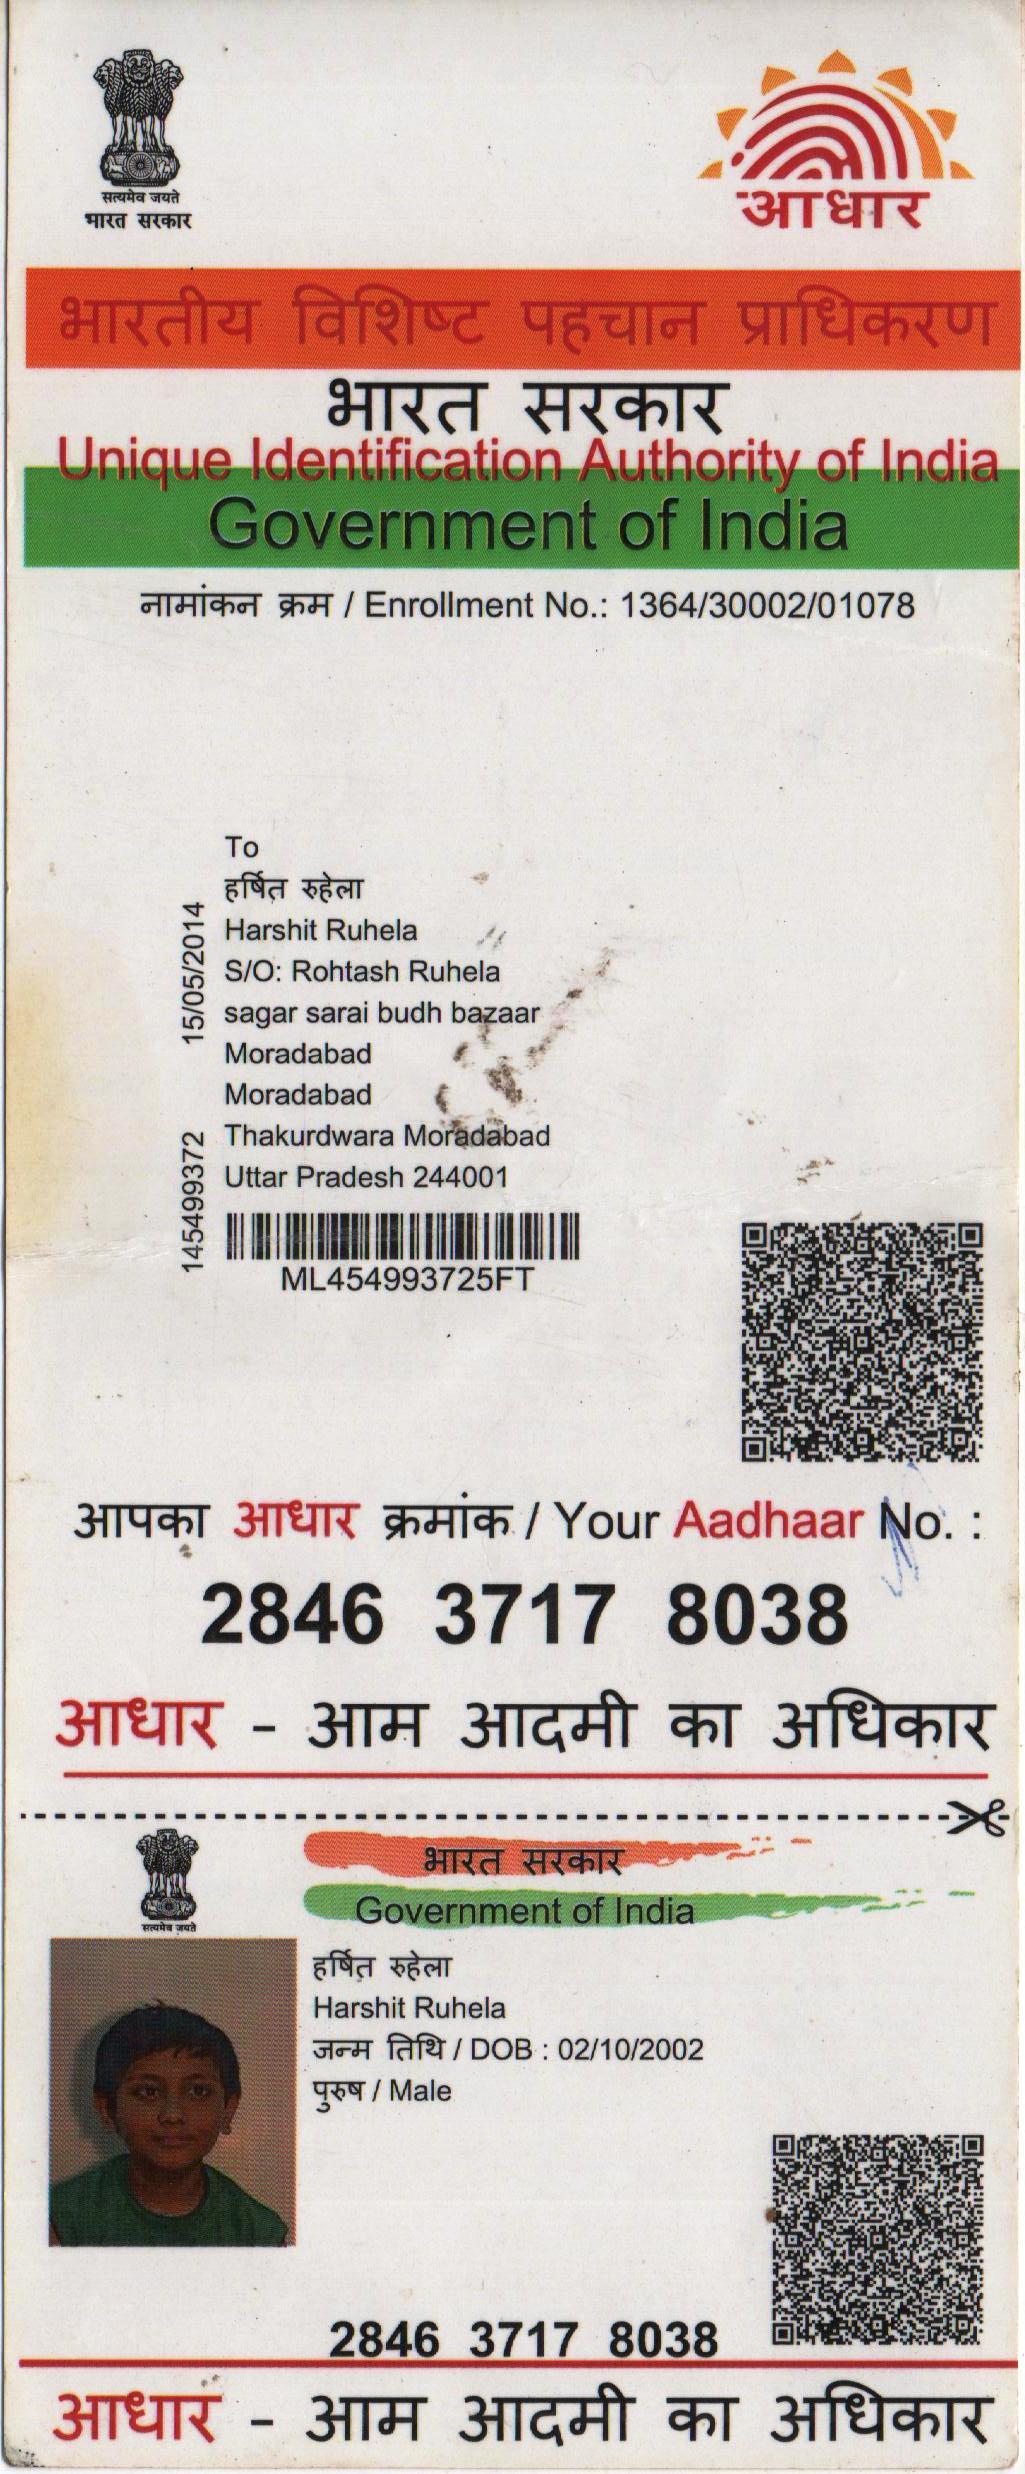 सत्यमेव जयते
भारत सरकार
आधार
भारतीय विशिष्ट पहचान प्राधिकरण
भारत सरकार
Unique Identification Authority of India
Government of India
नामांकन क्रम / Enrollment No.: 1364/30002/01078
To
हर्षित रुहेला
Harshit Ruhela
S/O: Rohtash Ruhela
sagar sarai budh bazaar
Moradabad
Moradabad
Thakurdwara Moradabad
Uttar Pradesh 244001
15/05/2014
145499372
ML454993725FT
आपका आधार क्रमांक / Your Aadhaar No. :
2846 3717 8038
आधार - आम आदमी का अधिकार
सत्यमेव जयते
भारत सरकार
Government of India
हर्षित रुहेला
Harshit Ruhela
जन्म तिथि / DOB : 02/10/2002
पुरुष / Male
2846 3717 8038
आधार - आम आदमी का अधिकार